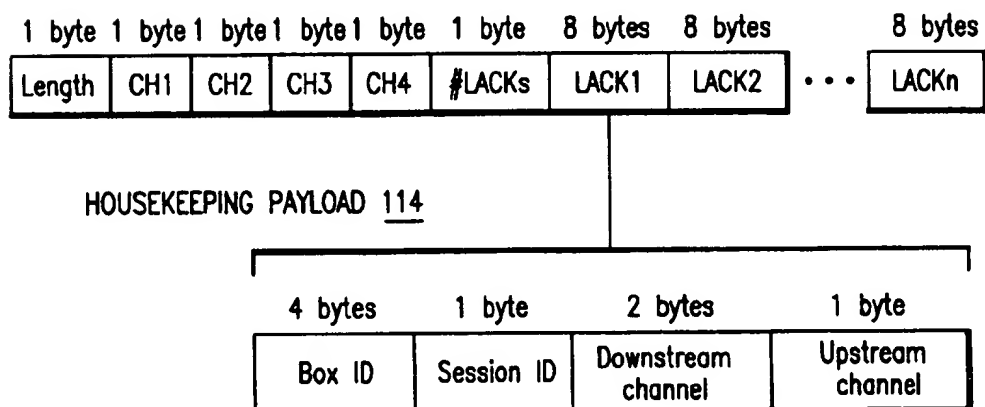 1 byte 1 byte 1 byte 1 byte 1 byte 1 byte 8 bytes 8 bytes 8 bytes
Length CH1 CH2 CH3 CH4 #LACKs LACK1 LACK2 • • • LACKn
HOUSEKEEPING PAYLOAD 114
4 bytes 1 byte 2 bytes 1 byte
Box ID Session ID Downstream channel Upstream channel